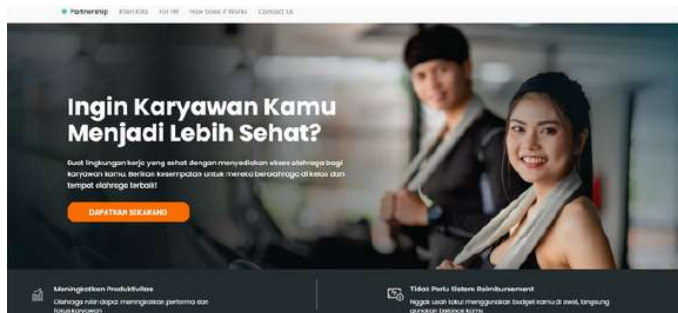 Partnership Klien Kita For HR How Does It Works Contact Us
Ingin Karyawan Kamu
Menjadi Lebih Sehat?
Buat lingkungan kerja yang sehat dengan menyediakan akses olahraga bagi
karyawan kamu. Berikan kesempatan untuk mereka berolahraga di kelas dan
tempat olahraga terbaik!
DAPATKAN SEKARANG
Meningkatkan Produktivitas
Olahraga rutin dapat meningkatkan performa dan
fokus karyawan
Tidak Perlu Sistem Reimbursement
Nggak usah takut menggunakan budget kamu di awal, langsung
gunakan balance kamu